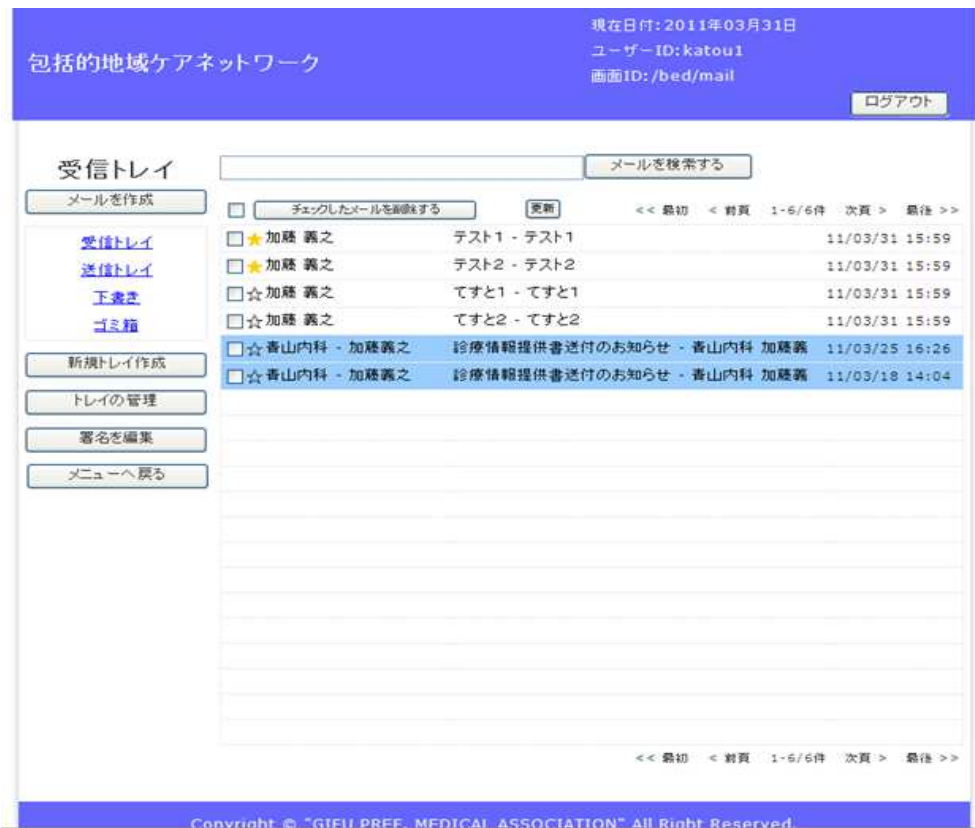 現在日付:2011年03月31日
包括的地域ケアネットワーク
ユーザーID:katou1
画面ID:/bed/mail
ログアウト
受信トレイ
メールを検索する
メールを作成
チェックしたメールを削除する 更新 << 最初 < 前頁 1-6/6件 次頁 > 最後 >>
受信トレイ
送信トレイ
下書き
ゴミ箱
新規トレイ作成
トレイの管理
署名を編集
メニューへ戻る
★加藤 義之 テスト1 - テスト1 11/03/31 15:59
★加藤 義之 テスト2 - テスト2 11/03/31 15:59
☆加藤 義之 てすと1 - てすと1 11/03/31 15:59
☆加藤 義之 てすと2 - てすと2 11/03/31 15:59
☆青山内科 - 加藤義之 診療情報提供書送付のお知らせ - 青山内科 加藤義 11/03/25 16:26
☆青山内科 - 加藤義之 診療情報提供書送付のお知らせ - 青山内科 加藤義 11/03/18 14:04
<< 最初 < 前頁 1-6/6件 次頁 > 最後 >>
Copyright © "GIFU PREF. MEDICAL ASSOCIATION" All Right Reserved.